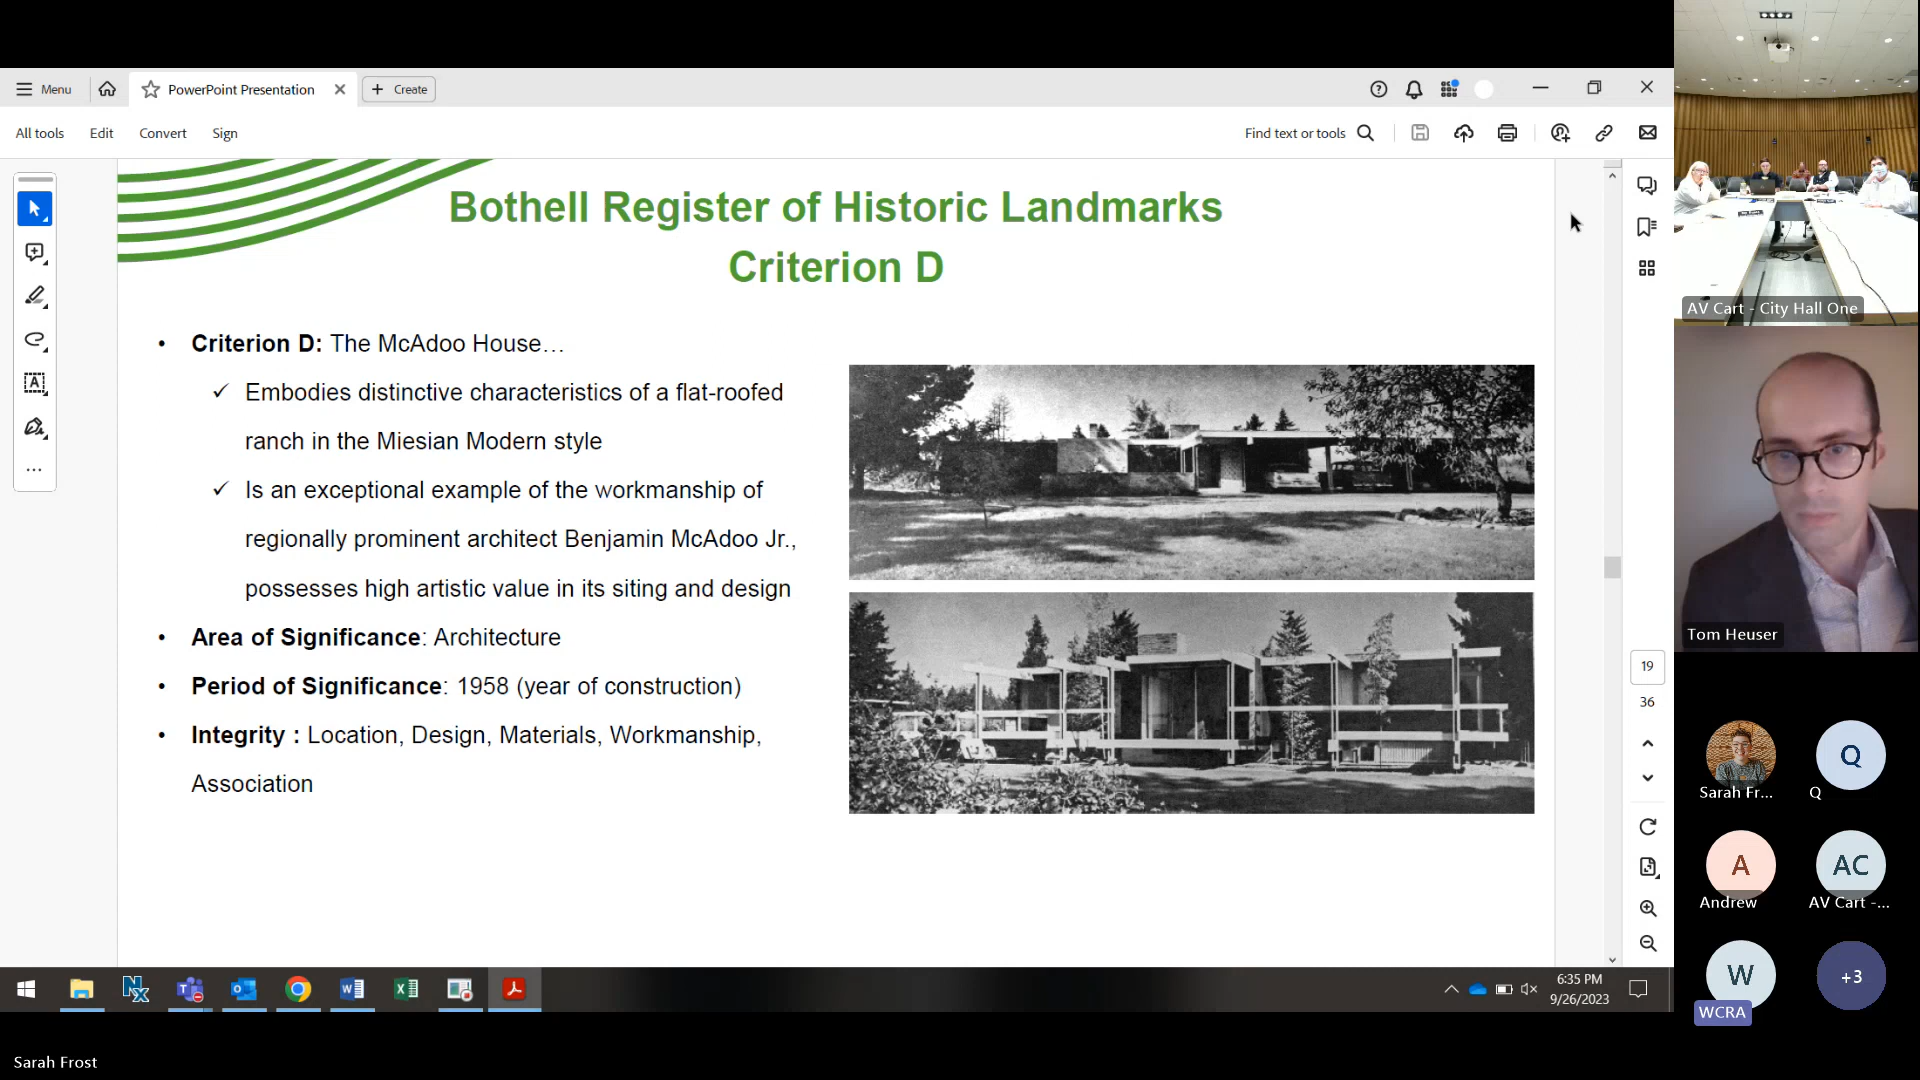 Menu
PowerPoint Presentation
Create
All tools
Edit
Convert
Sign
Find text or tools
Bothell Register of Historic Landmarks
Criterion D
• Criterion D: The McAdoo House…
✓ Embodies distinctive characteristics of a flat-roofed
ranch in the Miesian Modern style
✓ Is an exceptional example of the workmanship of
regionally prominent architect Benjamin McAdoo Jr.,
possesses high artistic value in its siting and design
• Area of Significance: Architecture
• Period of Significance: 1958 (year of construction)
• Integrity : Location, Design, Materials, Workmanship,
Association
19
36
6:35 PM
9/26/2023
AV Cart - City Hall One
Tom Heuser
Sarah Fr...
Q
Q
A
Andrew
AC
AV Cart -...
W
WCRA
+3
Sarah Frost